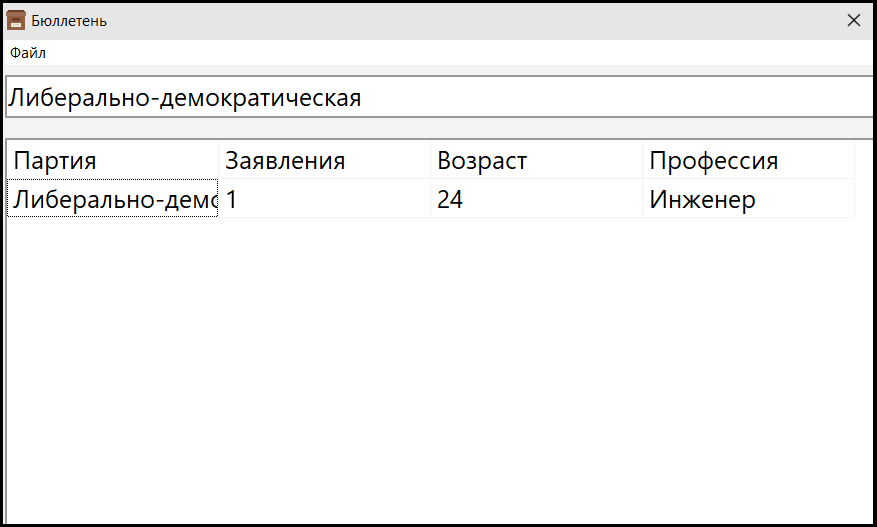 Бюллетень
Файл
Либерально-демократическая
Партия Заявления Возраст Профессия
Либерально-демо 1 24 Инженер